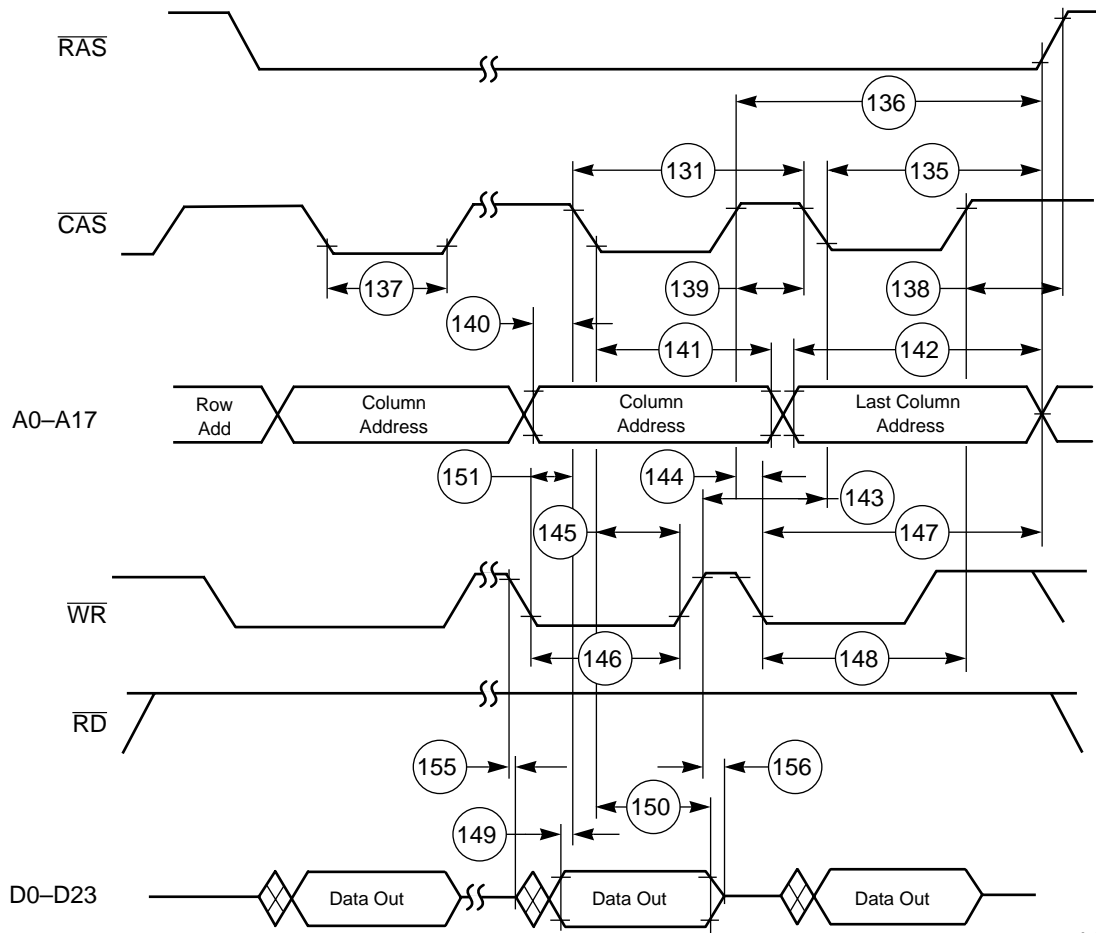 RAS
136
131
135
CAS
137
139
138
140
141
142
A0–A17
Row
Add
Column
Address
Column
Address
Last Column
Address
151
144
143
145
147
WR
146
148
RD
155
156
150
149
D0–D23
Data Out
Data Out
Data Out